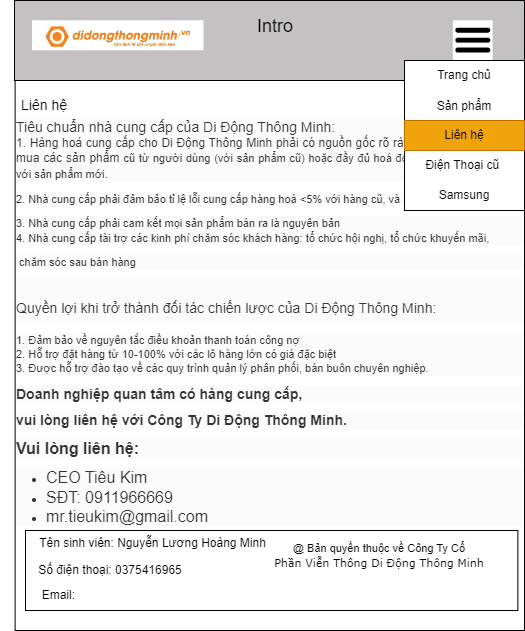 didongthongminh.vn
Intro
Trang chủ
Sản phẩm
Liên hệ
Điện Thoại cũ
Samsung
Liên hệ
Tiêu chuẩn nhà cung cấp của Di Động Thông Minh:
1. Hàng hoá cung cấp cho Di Động Thông Minh phải có nguồn gốc rõ
mua các sản phẩm cũ từ người dùng (với sản phẩm cũ) hoặc đầy đủ hoá
với sản phẩm mới.
2. Nhà cung cấp phải đảm bảo tỉ lệ lỗi cung cấp hàng hoá <5% với hàng cũ, và
3. Nhà cung cấp phải cam kết mọi sản phẩm bán ra là nguyên bản
4. Nhà cung cấp tài trợ các kinh phí chăm sóc khách hàng: tổ chức hội nghị, tổ chức khuyến mãi,
chăm sóc sau bán hàng
Quyền lợi khi trở thành đối tác chiến lược của Di Động Thông Minh:
1. Đảm bảo về nguyên tắc điều khoản thanh toán công nợ
2. Hỗ trợ đặt hàng từ 10-100% với các lô hàng lớn có giá đặc biệt
3. Được hỗ trợ đào tạo về các quy trình quản lý phân phối, bán buôn chuyên nghiệp.
Doanh nghiệp quan tâm có hàng cung cấp,
vui lòng liên hệ với Công Ty Di Động Thông Minh.
Vui lòng liên hệ:
• CEO Tiêu Kim
• SĐT: 0911966669
• mr.tieukim@gmail.com
Tên sinh viên: Nguyễn Lương Hoàng Minh
Số điện thoại: 0375416965
Email:
@ Bản quyền thuộc về Công Ty Cổ
Phần Viễn Thông Di Động Thông Minh